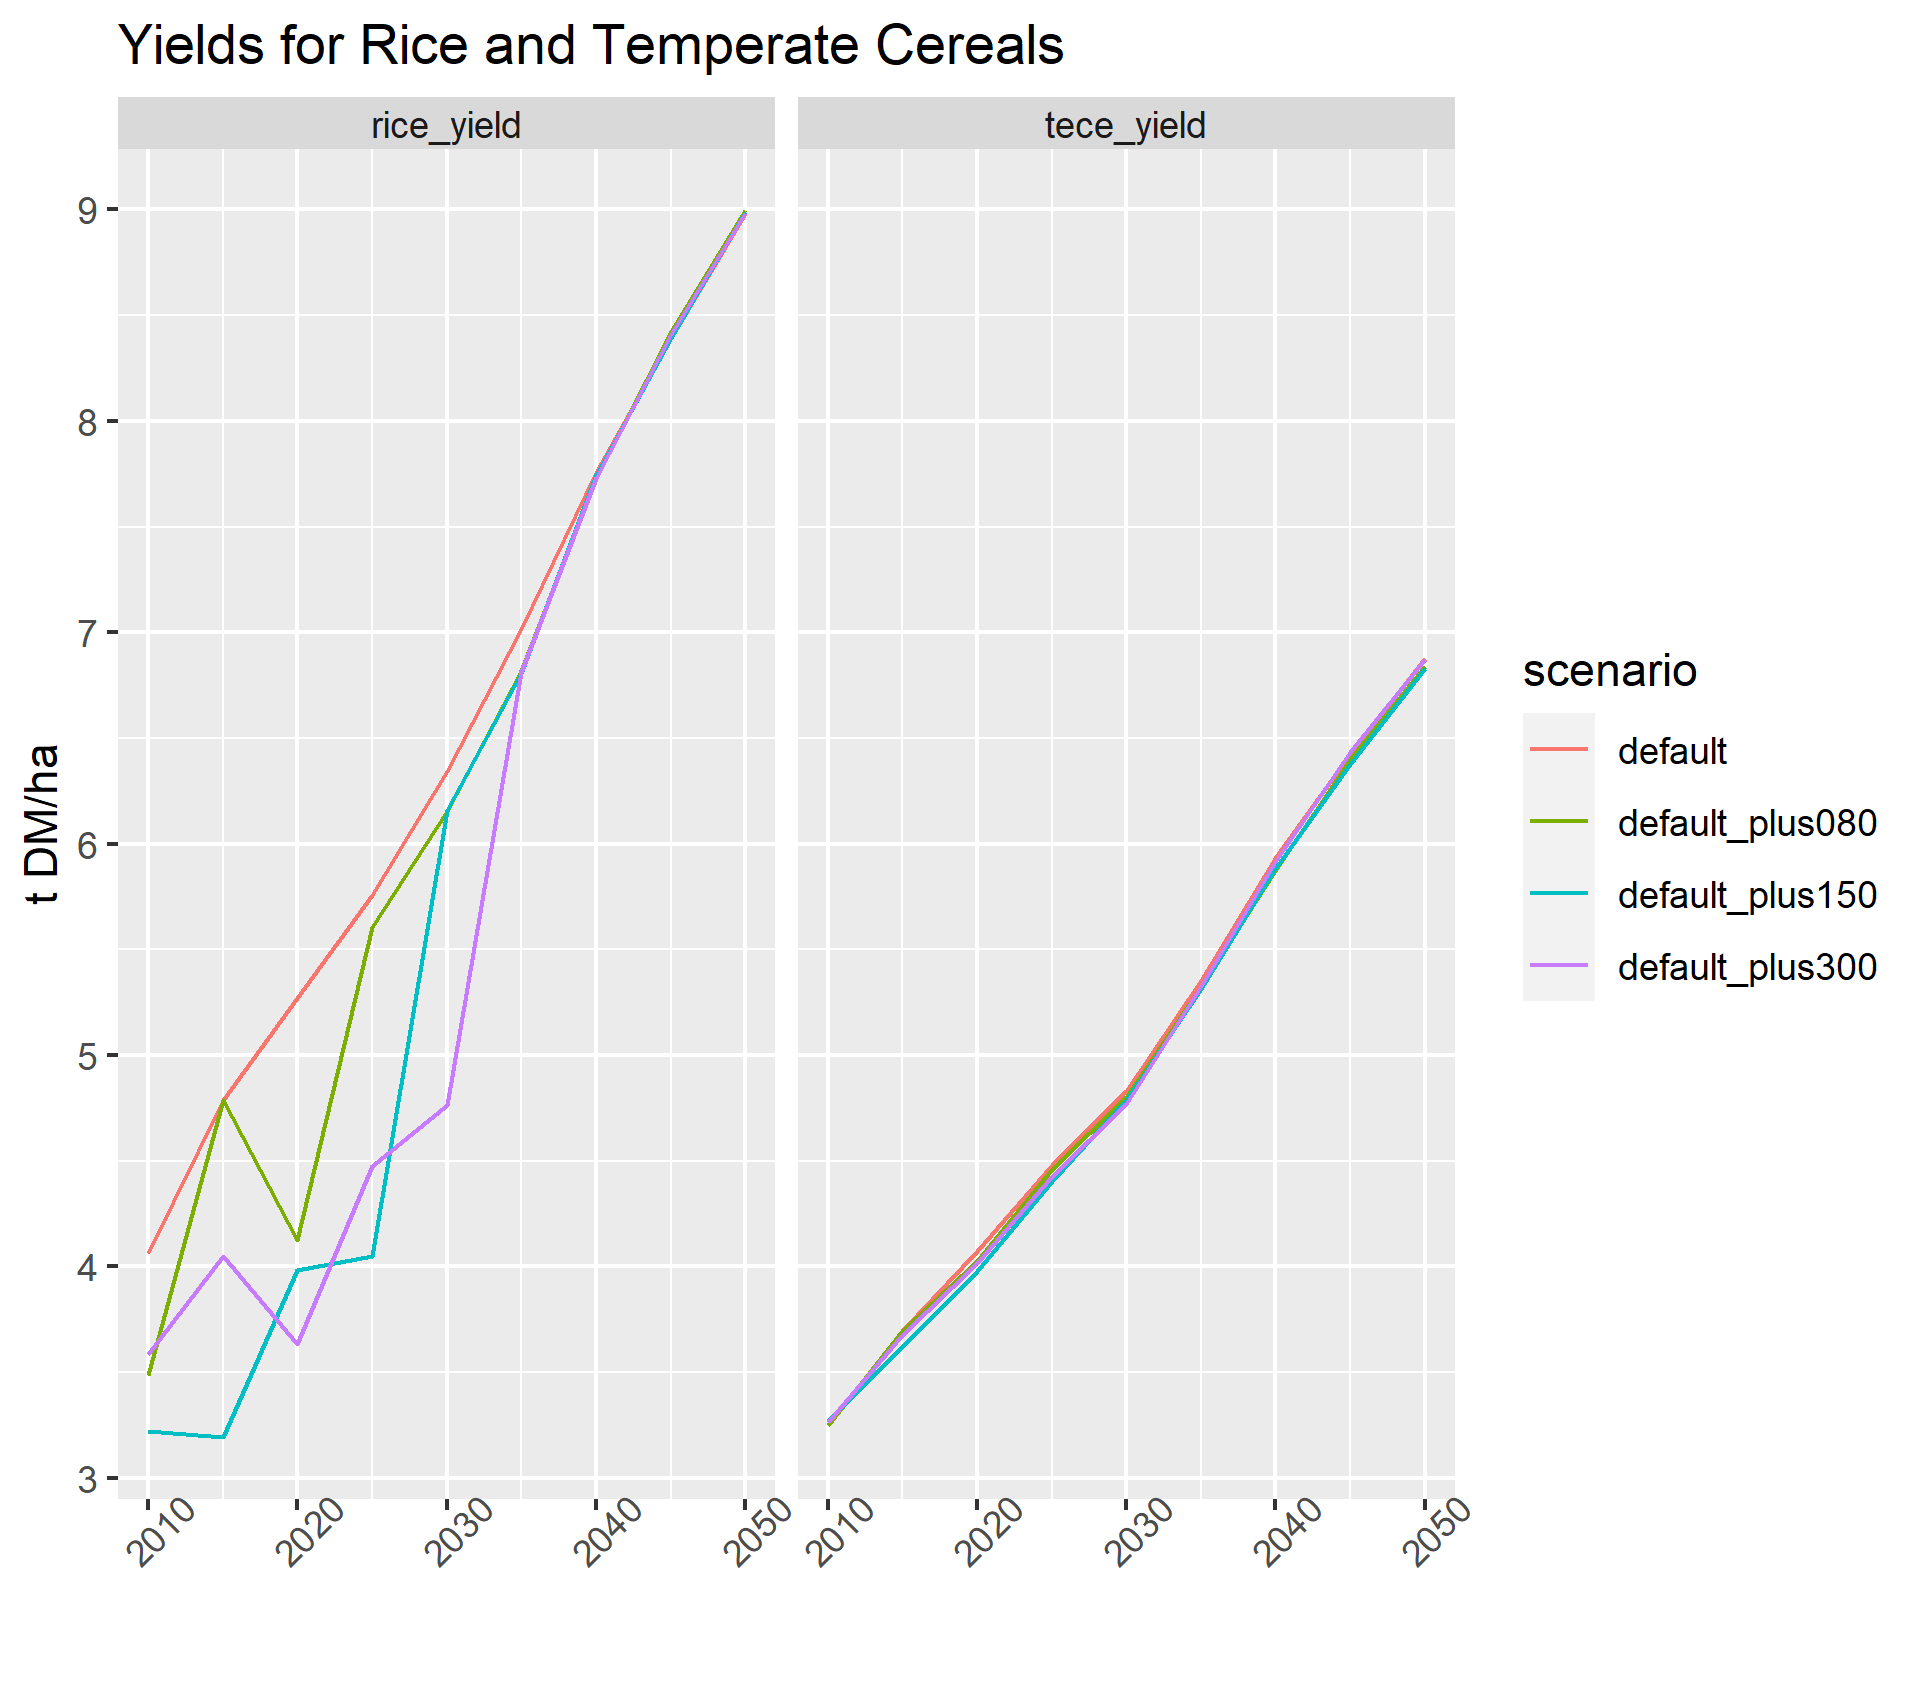 Yields for Rice and Temperate Cereals
rice_yield
tece_yield
t DM/ha
9
8
7
6
5
4
3
2010
2020
2030
2040
2050
2010
2020
2030
2040
2050
scenario
default
default_plus080
default_plus150
default_plus300